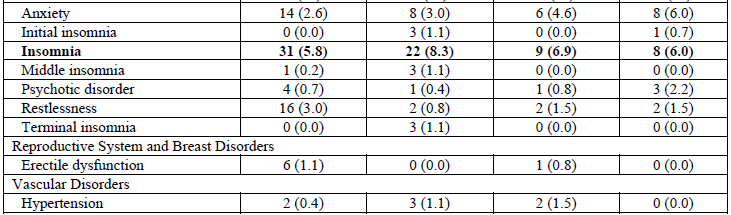 Anxiety 14 (2.6) 8 (3.0) 6 (4.6) 8 (6.0)
Initial insomnia 0 (0.0) 3 (1.1) 0 (0.0) 1 (0.7)
Insomnia 31 (5.8) 22 (8.3) 9 (6.9) 8 (6.0)
Middle insomnia 1 (0.2) 3 (1.1) 0 (0.0) 0 (0.0)
Psychotic disorder 4 (0.7) 1 (0.4) 1 (0.8) 3 (2.2)
Restlessness 16 (3.0) 2 (0.8) 2 (1.5) 2 (1.5)
Terminal insomnia 0 (0.0) 3 (1.1) 0 (0.0) 0 (0.0)
Reproductive System and Breast Disorders
Erectile dysfunction 6 (1.1) 0 (0.0) 1 (0.8) 0 (0.0)
Vascular Disorders
Hypertension 2 (0.4) 3 (1.1) 2 (1.5) 0 (0.0)